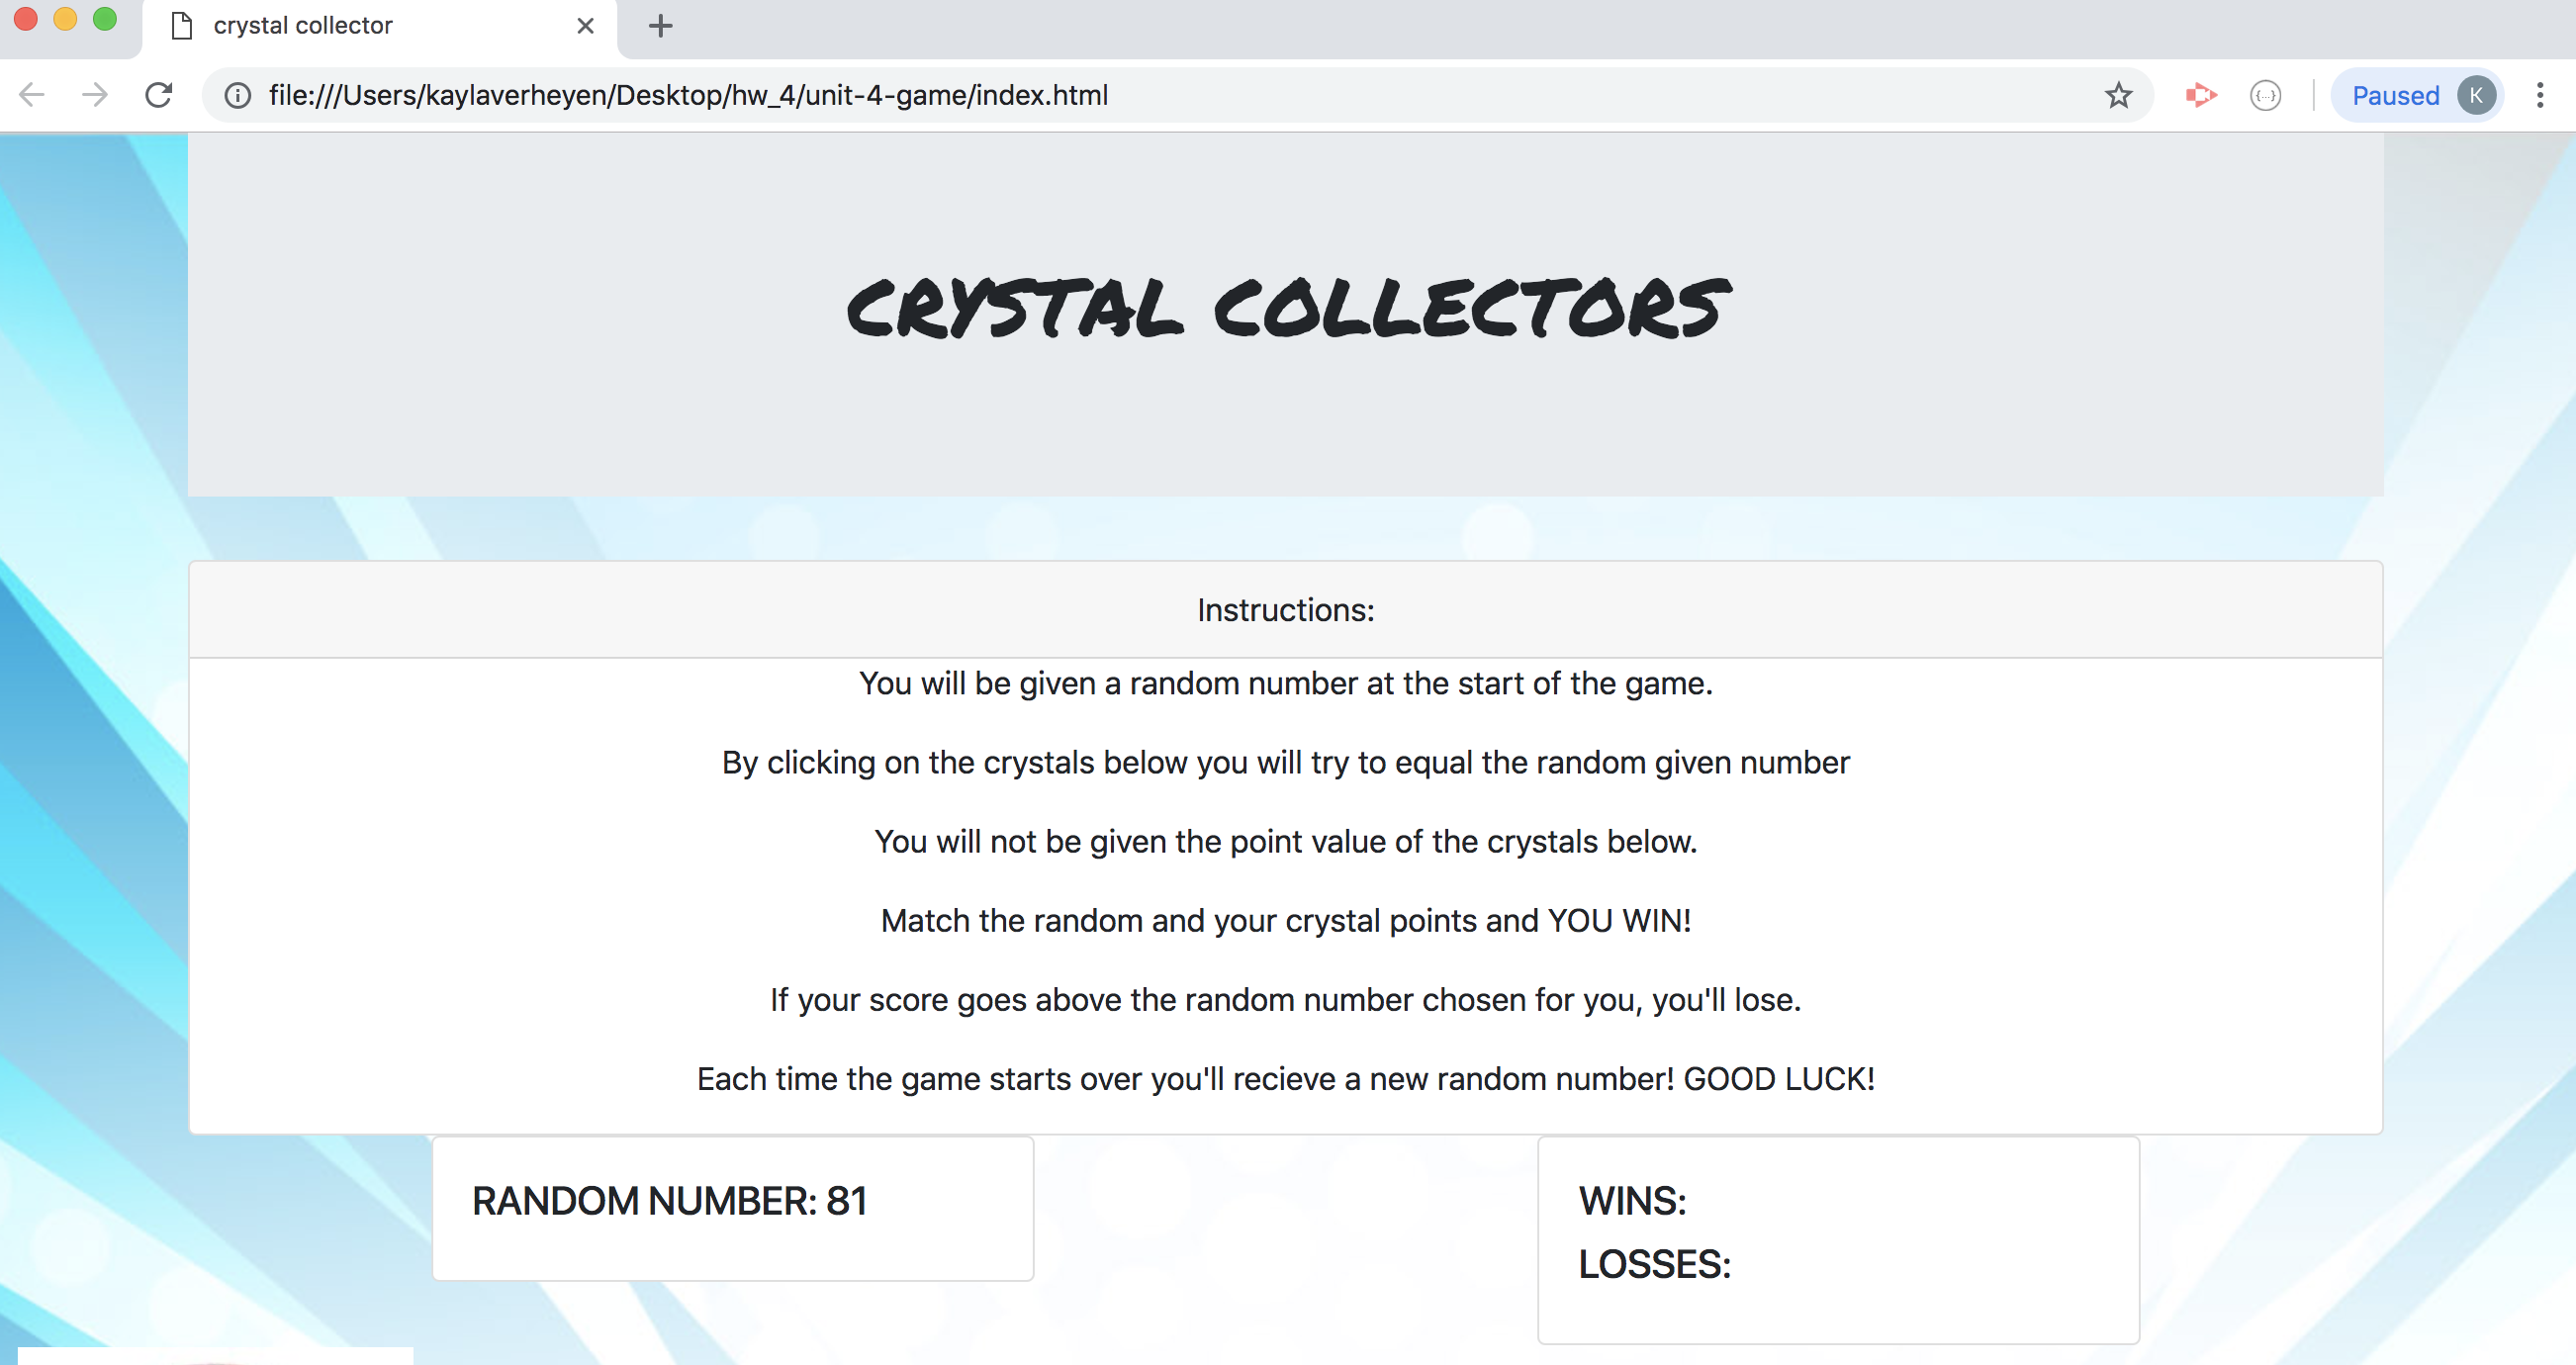 crystal collector
file:///Users/kaylaverheyen/Desktop/hw_4/unit-4-game/index.html
Paused
K
CRYSTAL COLLECTORS
Instructions:
You will be given a random number at the start of the game.
By clicking on the crystals below you will try to equal the random given number
You will not be given the point value of the crystals below.
Match the random and your crystal points and YOU WIN!
If your score goes above the random number chosen for you, you'll lose.
Each time the game starts over you'll recieve a new random number! GOOD LUCK!
RANDOM NUMBER: 81
WINS:
LOSSES: